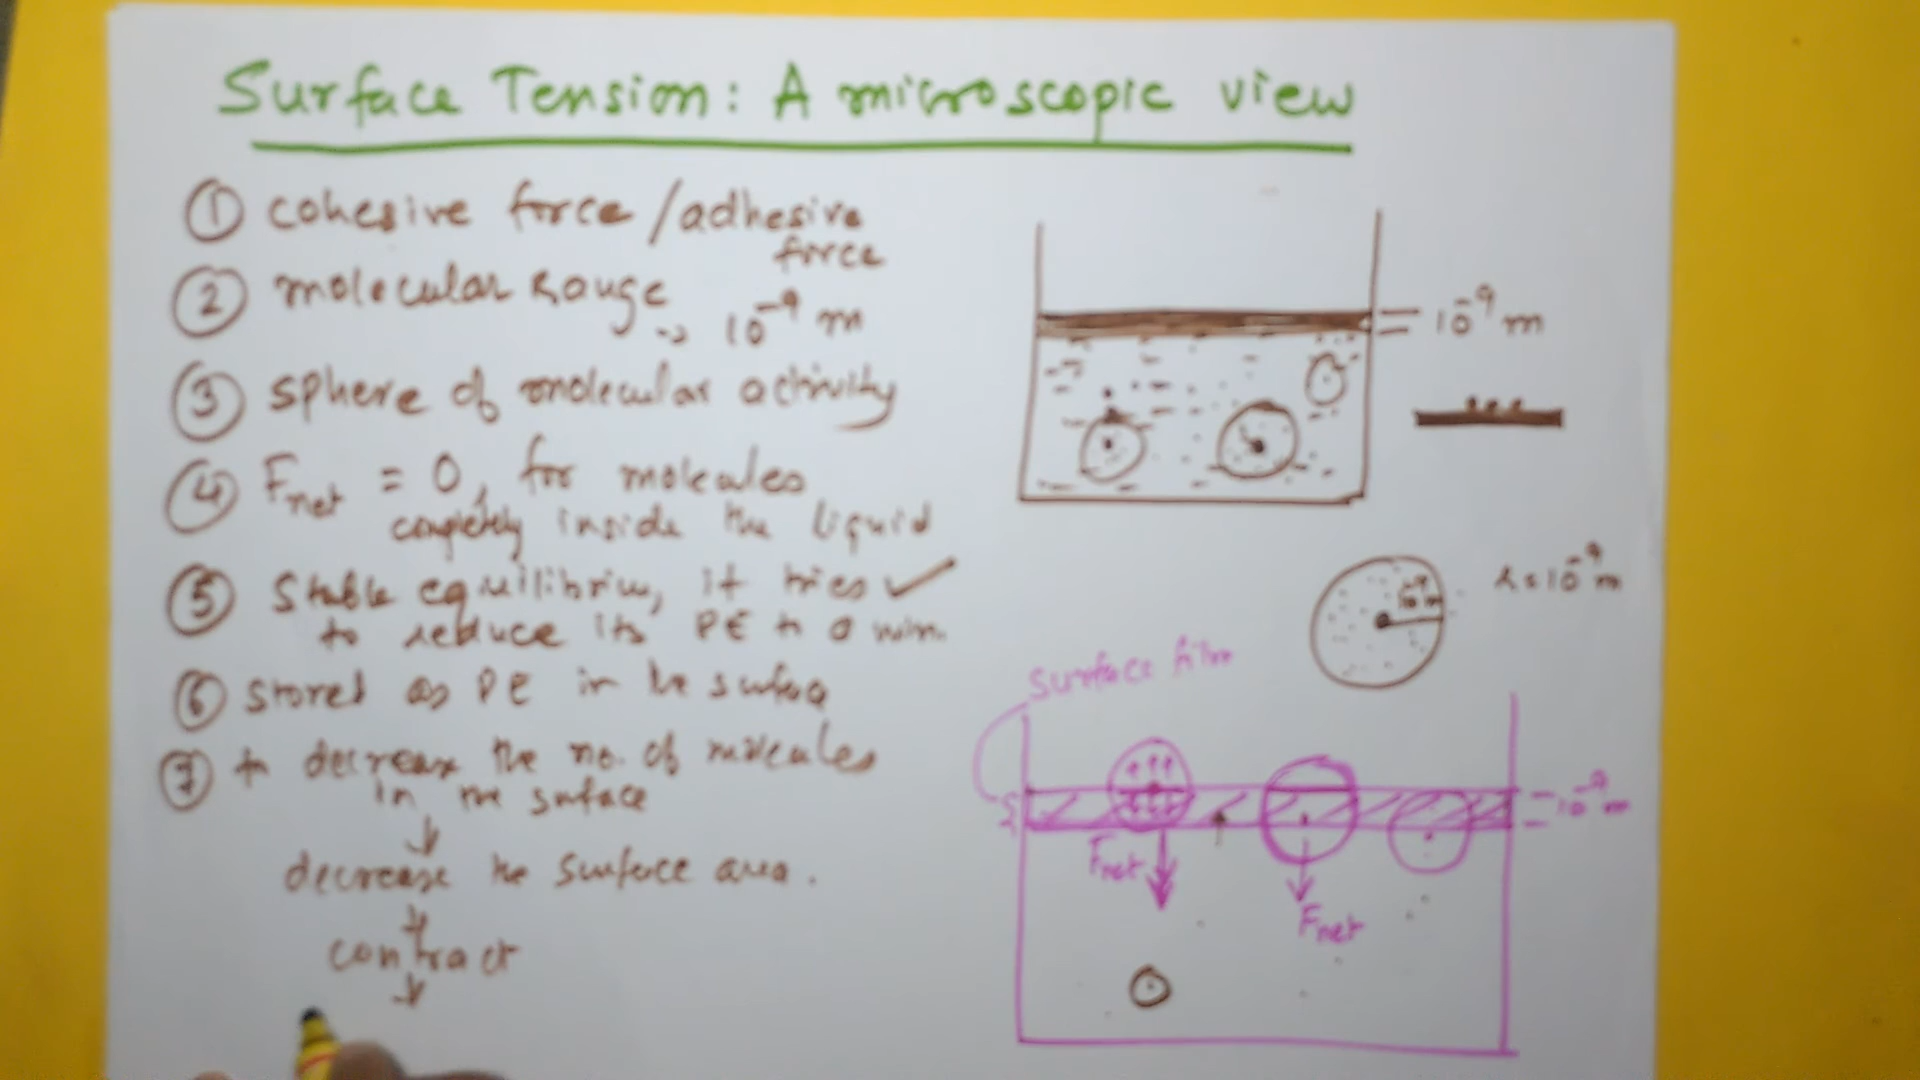 Surface Tension: A microscopic view
① cohesive force / adhesive
force
② molecular Range
→ 10⁻⁹ m
③ sphere of molecular activity
④ Fnet = 0, for molecules
completely inside the liquid
⑤ Stable equilibrium, it tries ✓
to reduce its PE to a min.
⑥ stored as PE in the surface
⑦ to decrease the no. of molecules
in the surface
↓
decrease the surface area.
↓
contract
↓
10⁻⁹ m
10⁻⁹ m
r = 10⁻⁹ m
Surface film
10⁻⁹ m
Fnet
Fnet